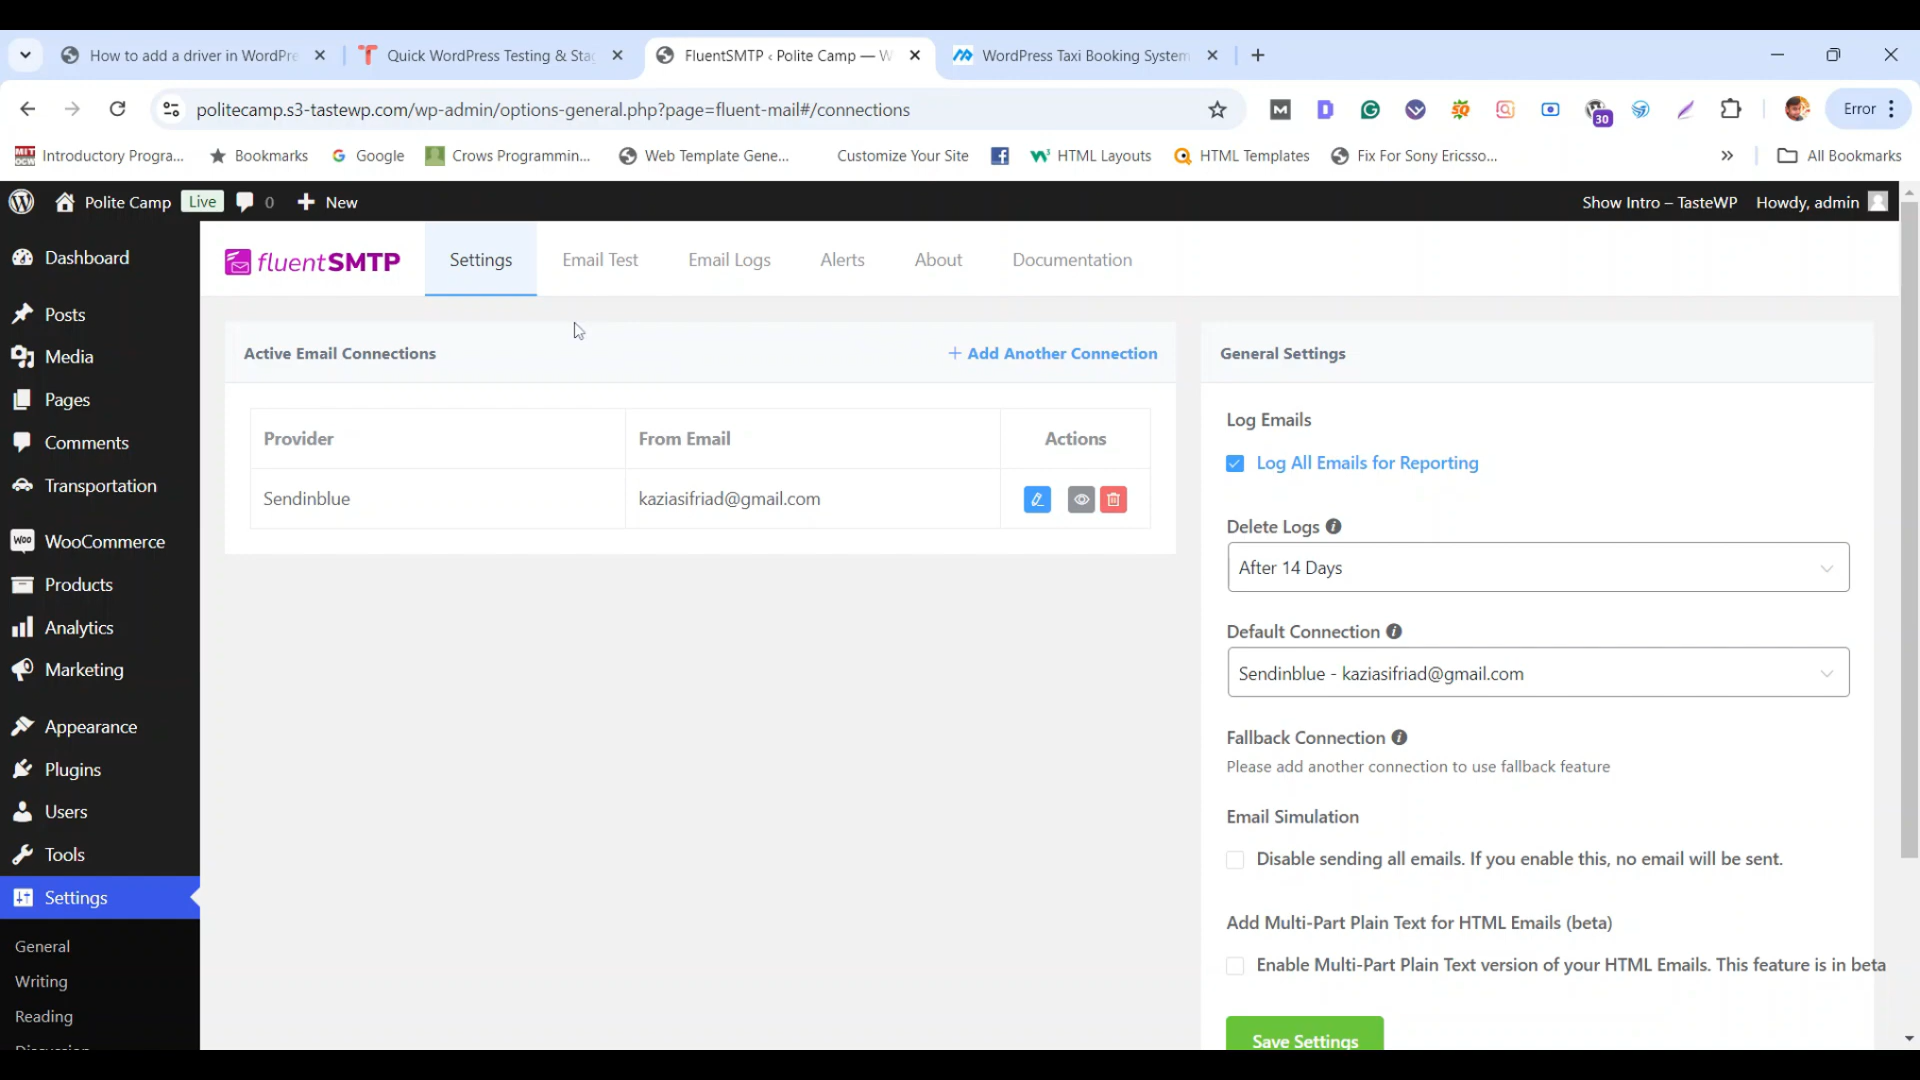 How to add a driver in WordPre
Quick WordPress Testing & Sta
FluentSMTP ‹ Polite Camp — W
WordPress Taxi Booking System
politecamp.s3-tastewp.com/wp-admin/options-general.php?page=fluent-mail#/connections
30
Error
MIT OCW
Introductory Progra...
Bookmarks
Google
Crows Programmin...
Web Template Gene...
Customize Your Site
HTML Layouts
HTML Templates
Fix For Sony Ericsso...
»
All Bookmarks
Polite Camp
Live
0
+ New
Show Intro – TasteWP
Howdy, admin
Dashboard
Posts
Media
Pages
Comments
Transportation
WooCommerce
Products
Analytics
Marketing
Appearance
Plugins
Users
Tools
Settings
General
Writing
Reading
fluentSMTP
Settings
Email Test
Email Logs
Alerts
About
Documentation
Active Email Connections
+ Add Another Connection
Provider
From Email
Actions
Sendinblue
kaziasifriad@gmail.com
General Settings
Log Emails
Log All Emails for Reporting
Delete Logs
After 14 Days
Default Connection
Sendinblue - kaziasifriad@gmail.com
Fallback Connection
Please add another connection to use fallback feature
Email Simulation
Disable sending all emails. If you enable this, no email will be sent.
Add Multi-Part Plain Text for HTML Emails (beta)
Enable Multi-Part Plain Text version of your HTML Emails. This feature is in beta
Save Settings